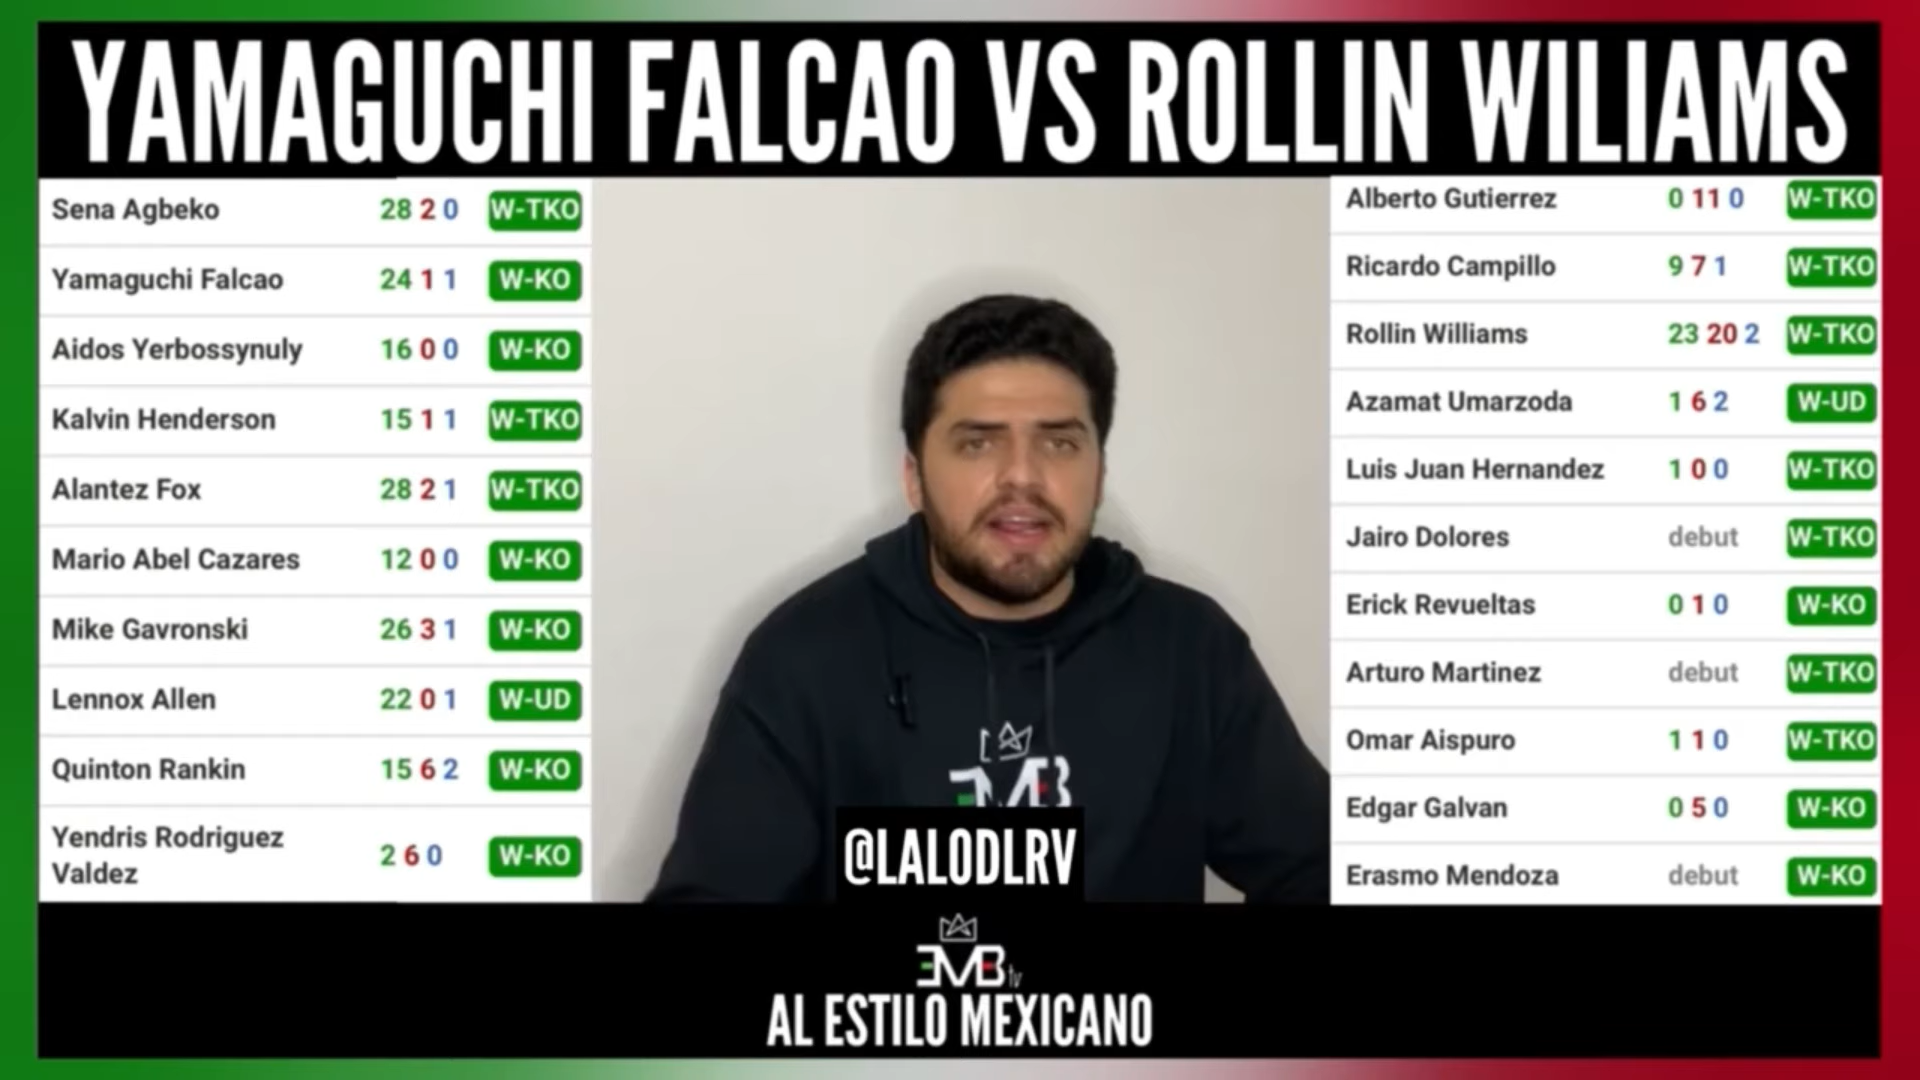 YAMAGUCHI FALCAO VS ROLLIN WILIAMS
Sena Agbeko 28 2 0 W-TKO
Yamaguchi Falcao 24 1 1 W-KO
Aidos Yerbossynuly 16 0 0 W-KO
Kalvin Henderson 15 1 1 W-TKO
Alantez Fox 28 2 1 W-TKO
Mario Abel Cazares 12 0 0 W-KO
Mike Gavronski 26 3 1 W-KO
Lennox Allen 22 0 1 W-UD
Quinton Rankin 15 6 2 W-KO
Yendris Rodriguez
Valdez 2 6 0 W-KO
Alberto Gutierrez 0 11 0 W-TKO
Ricardo Campillo 9 7 1 W-TKO
Rollin Williams 23 20 2 W-TKO
Azamat Umarzoda 1 6 2 W-UD
Luis Juan Hernandez 1 0 0 W-TKO
Jairo Dolores debut W-TKO
Erick Revueltas 0 1 0 W-KO
Arturo Martinez debut W-TKO
Omar Aispuro 1 1 0 W-TKO
Edgar Galvan 0 5 0 W-KO
Erasmo Mendoza debut W-KO
EMB
@LALODLRV
EMB tv
AL ESTILO MEXICANO